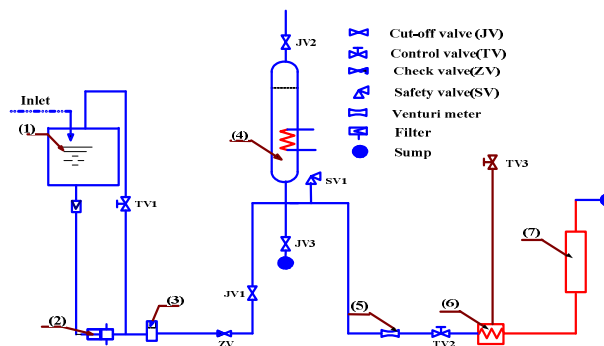 JV2
Cut-off valve(JV)
Control valve(TV)
Check valve(ZV)
Safety valve(SV)
Venturi meter
Filter
Sump
Inlet
(1)
(4)
SV1
TV1
TV3
JV3
(7)
JV1
(2)
(3)
(5)
(6)
ZV
TV2